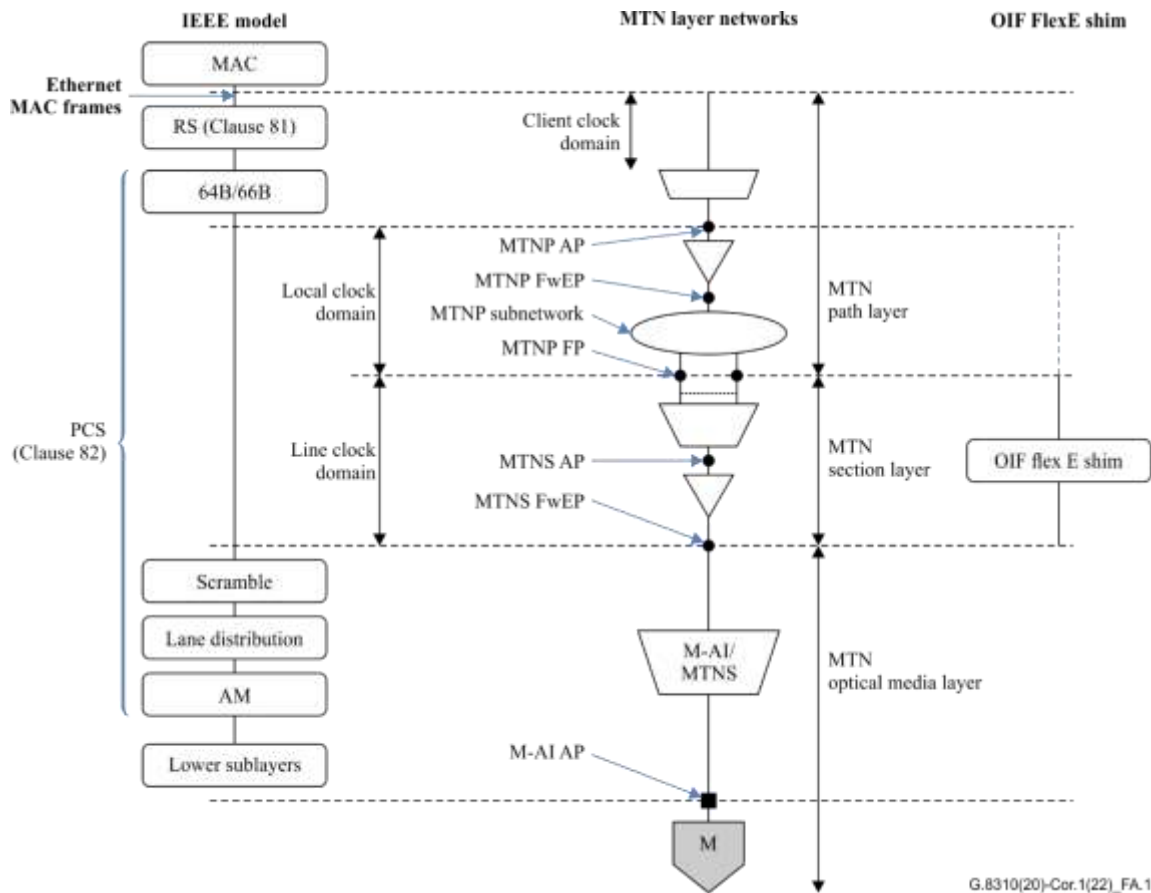 IEEE model
MTN layer networks
OIF FlexE shim
MAC
Ethernet
MAC frames
RS (Clause 81)
Client clock
domain
64B/66B
MTNP AP
MTNP FwEP
Local clock
domain
MTNP subnetwork
MTN
path layer
MTNP FP
PCS
(Clause 82)
Line clock
domain
MTNS AP
MTN
section layer
OIF flex E shim
MTNS FwEP
Scramble
Lane distribution
M-AI/
MTNS
MTN
optical media layer
AM
Lower sublayers
M-AI AP
M
G.8310(20)-Cor.1(22)_FA.1